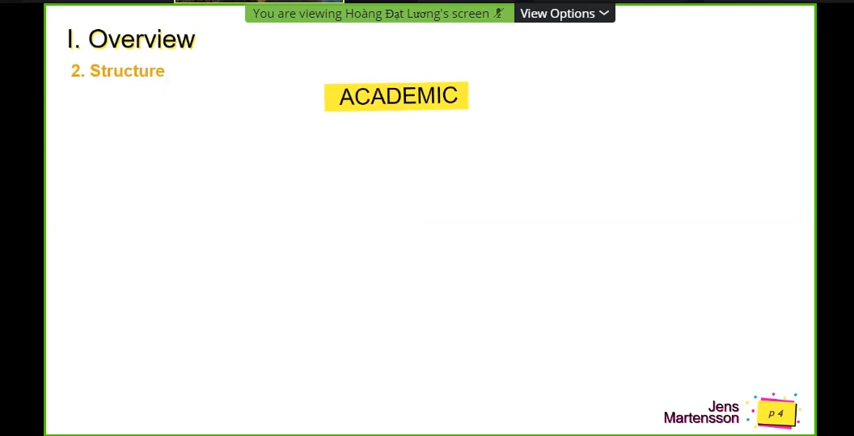 You are viewing Hoàng Đạt Lương's screen
View Options
I. Overview
2. Structure
ACADEMIC
Jens
Martensson
p 4